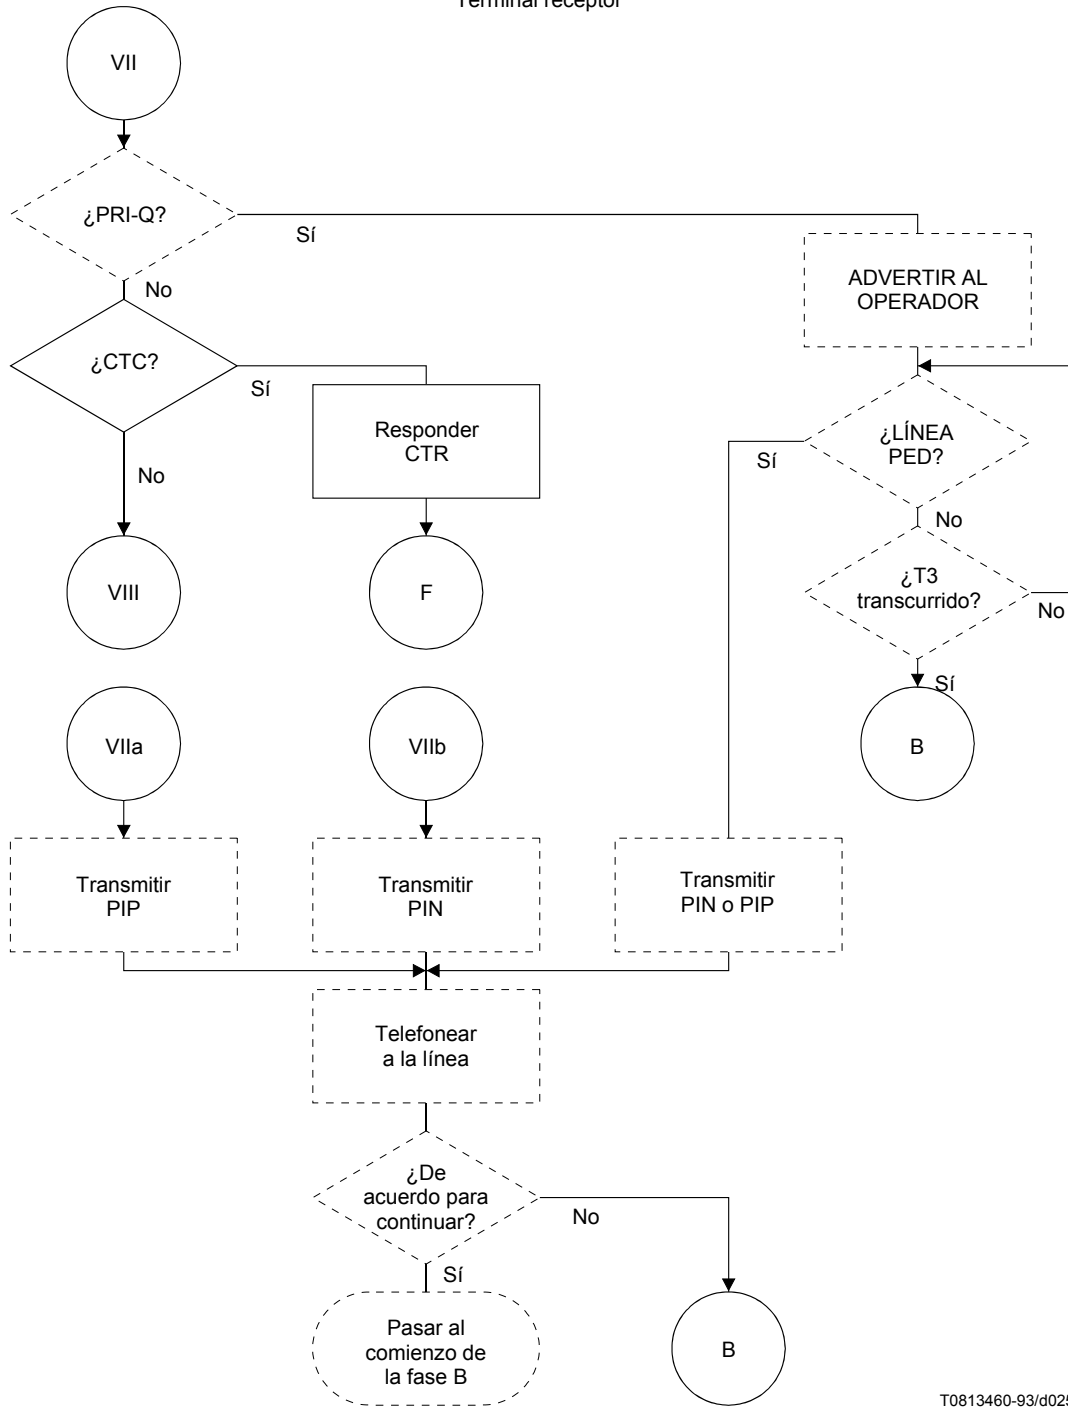 Terminal receptor
VII
¿PRI-Q?
Sí
No
ADVERTIR AL
OPERADOR
¿CTC?
Sí
No
Responder
CTR
¿LÍNEA
PED?
Sí
No
VIII
F
¿T3
transcurrido?
No
Sí
VIIa
VIIb
B
Transmitir
PIP
Transmitir
PIN
Transmitir
PIN o PIP
Telefonear
a la línea
¿De
acuerdo para
continuar?
No
Sí
Pasar al
comienzo de
la fase B
B
T0813460-93/d025